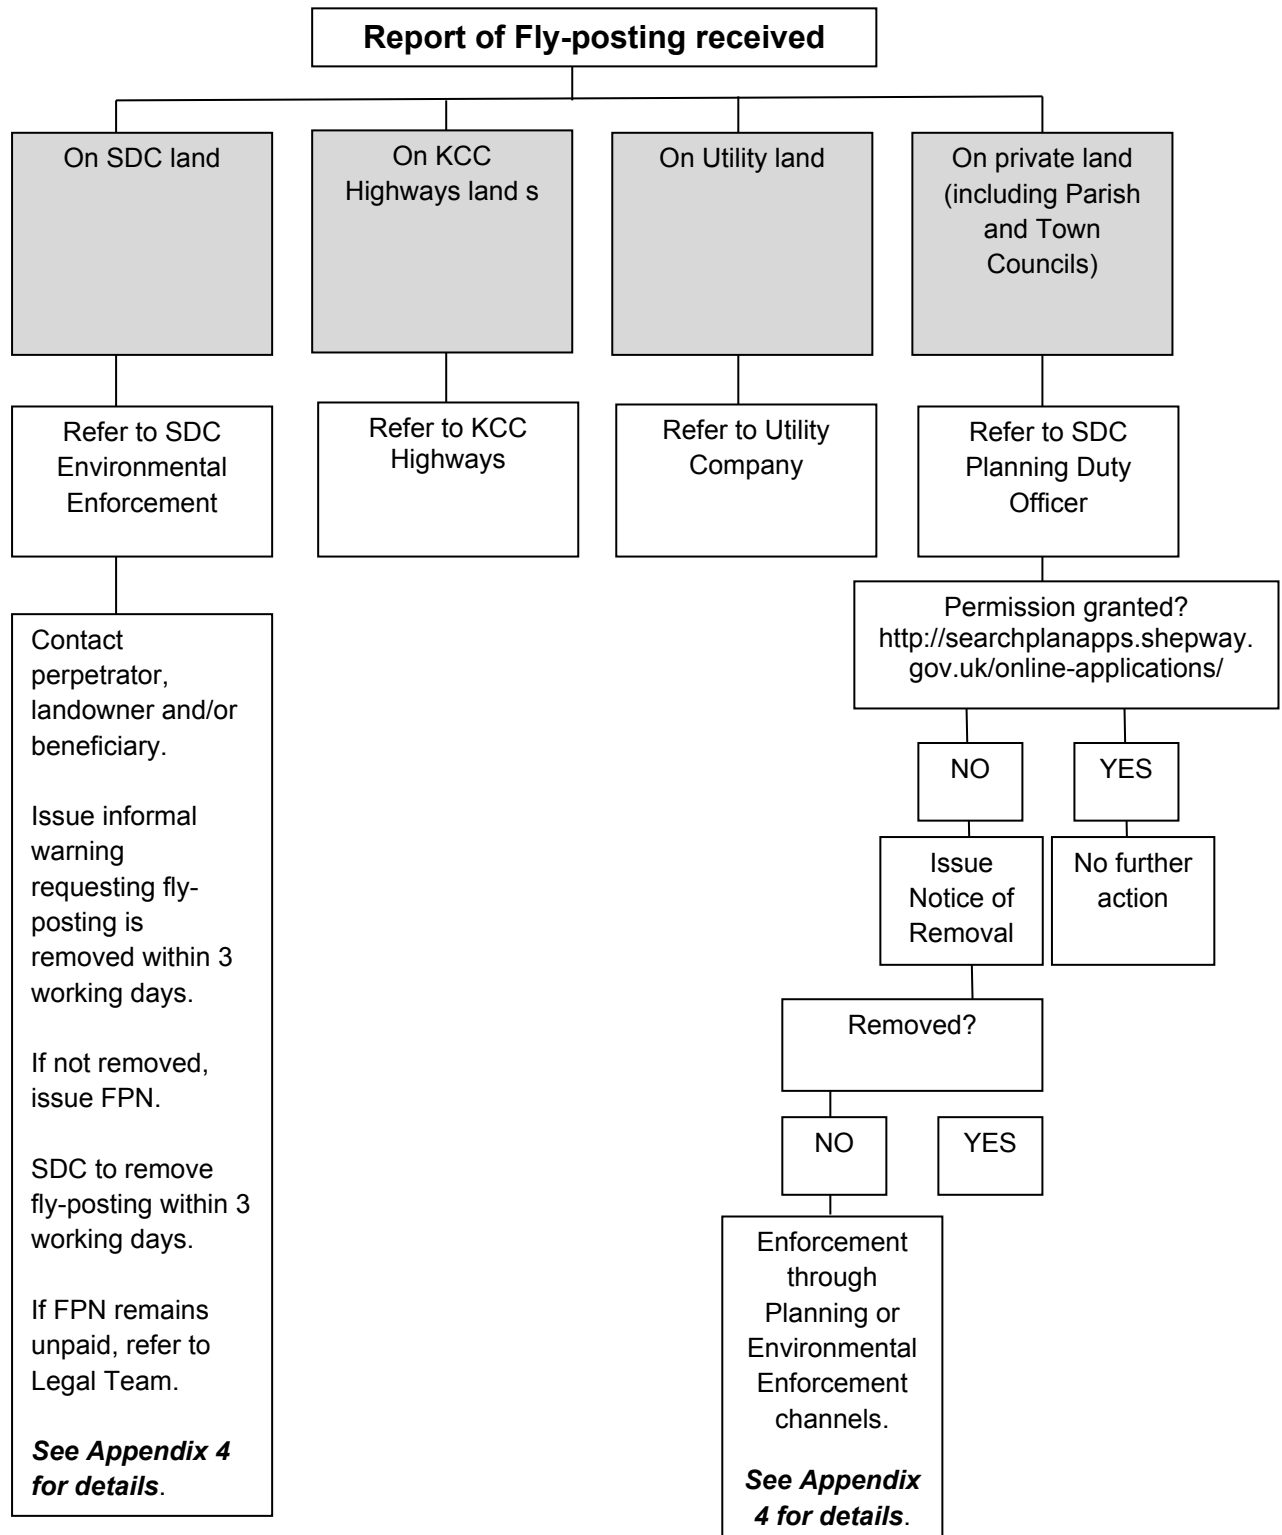 Report of Fly-posting received
On SDC land
On KCC
Highways land s
On Utility land
On private land
(including Parish
and Town
Councils)
Refer to SDC
Environmental
Enforcement
Refer to KCC
Highways
Refer to Utility
Company
Refer to SDC
Planning Duty
Officer
Contact
perpetrator,
landowner and/or
beneficiary.
Issue informal
warning
requesting fly-
posting is
removed within 3
working days.
If not removed,
issue FPN.
SDC to remove
fly-posting within 3
working days.
If FPN remains
unpaid, refer to
Legal Team.
See Appendix 4
for details.
Permission granted?
http://searchplanapps.shepway.
gov.uk/online-applications/
NO
YES
Issue
Notice of
Removal
No further
action
Removed?
NO
YES
Enforcement
through
Planning or
Environmental
Enforcement
channels.
See Appendix
4 for details.